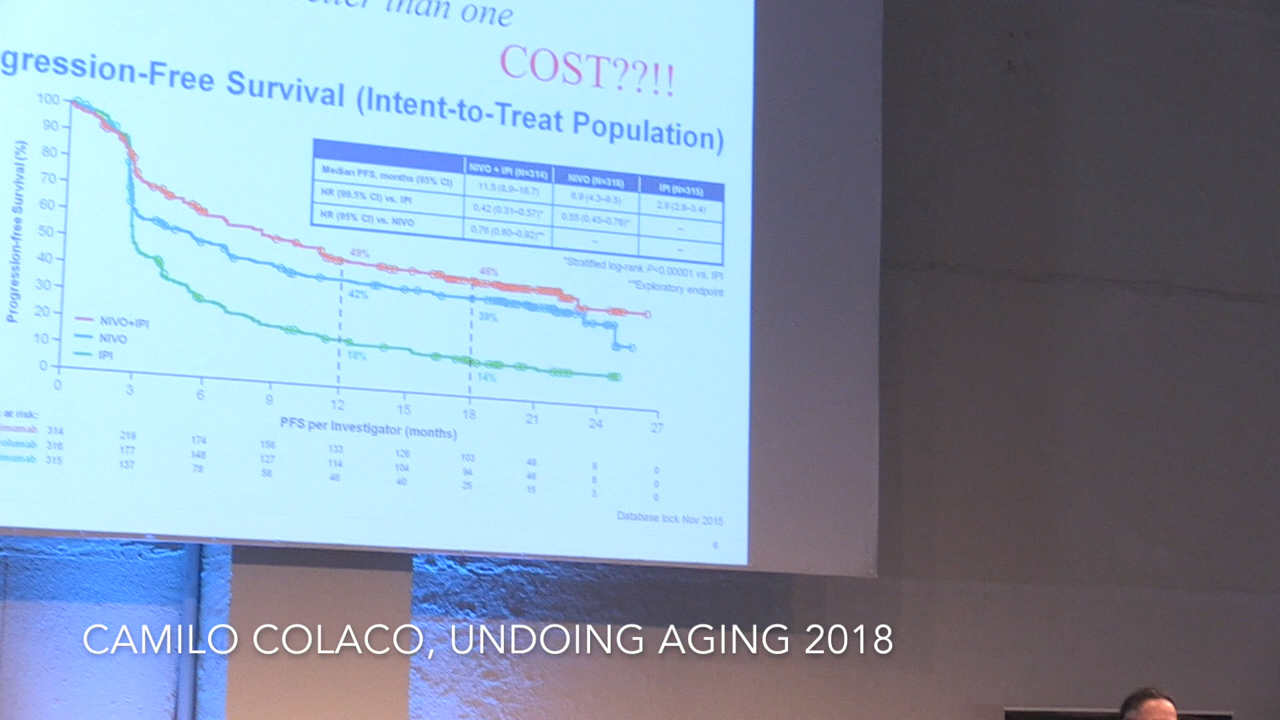 than one
COST??!!
gression-Free Survival (Intent-to-Treat Population)
Progression-free Survival (%)
100
90
80
70
60
50
40
30
20
10
0
NIVO + IPI (N=314) NIVO (N=316) IPI (N=315)
Median PFS, months (95% CI) 11.5 (8.9–16.7) 6.9 (4.3–9.5) 2.9 (2.8–3.4)
HR (99.5% CI) vs. IPI 0.42 (0.31–0.57)* 0.55 (0.43–0.76)* –
HR (95% CI) vs. NIVO 0.76 (0.60–0.92)** – –
*Stratified log-rank P<0.00001 vs. IPI
**Exploratory endpoint
49%
46%
42%
39%
18%
14%
NIVO+IPI
NIVO
IPI
0 3 6 9 12 15 18 21 24 27
PFS per Investigator (months)
at risk:
314 219 174 156 133 126 103 48 8 0
316 177 148 127 114 104 94 46 8 0
315 137 78 58 46 40 25 15 3 0
Database lock Nov 2015
6
CAMILO COLACO, UNDOING AGING 2018